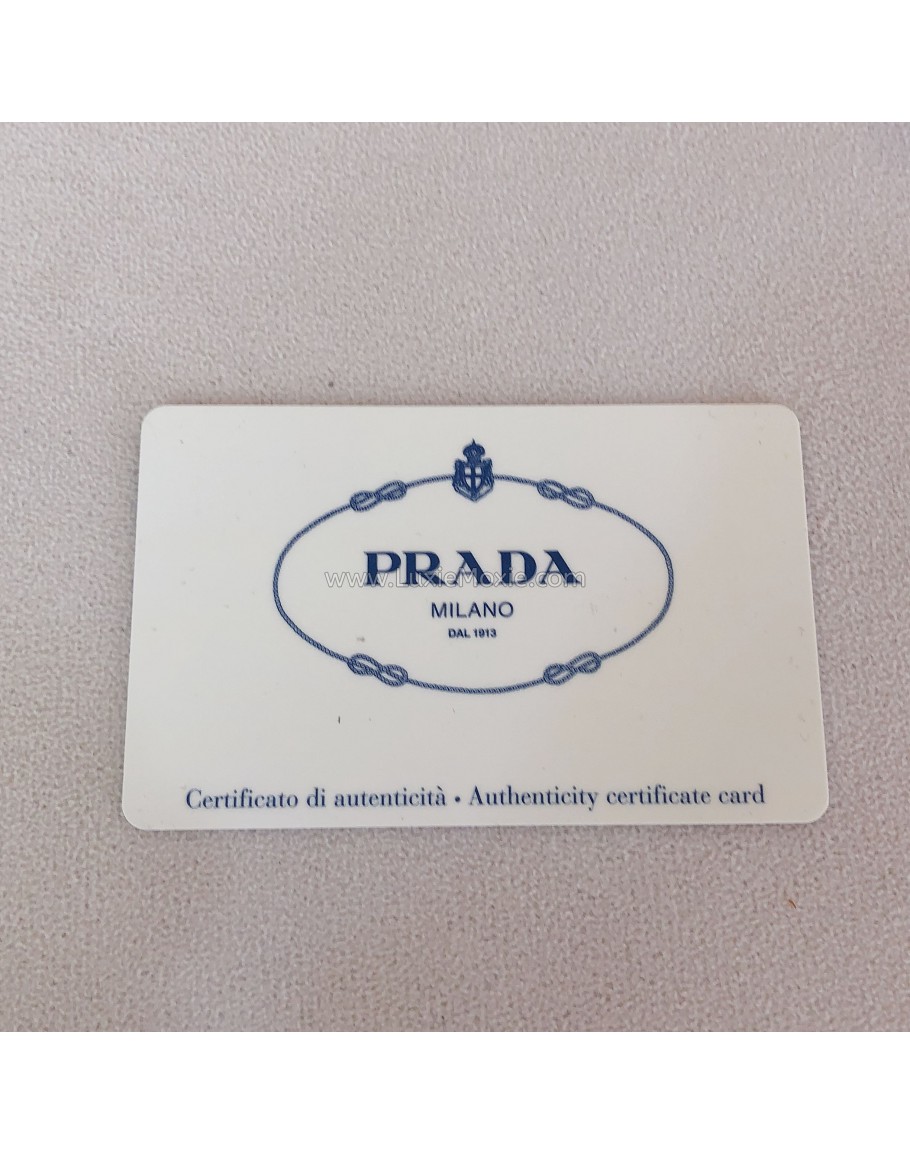 PRADA
www.LuxieMoxie.com
MILANO
DAL 1913
Certificato di autenticità • Authenticity certificate card